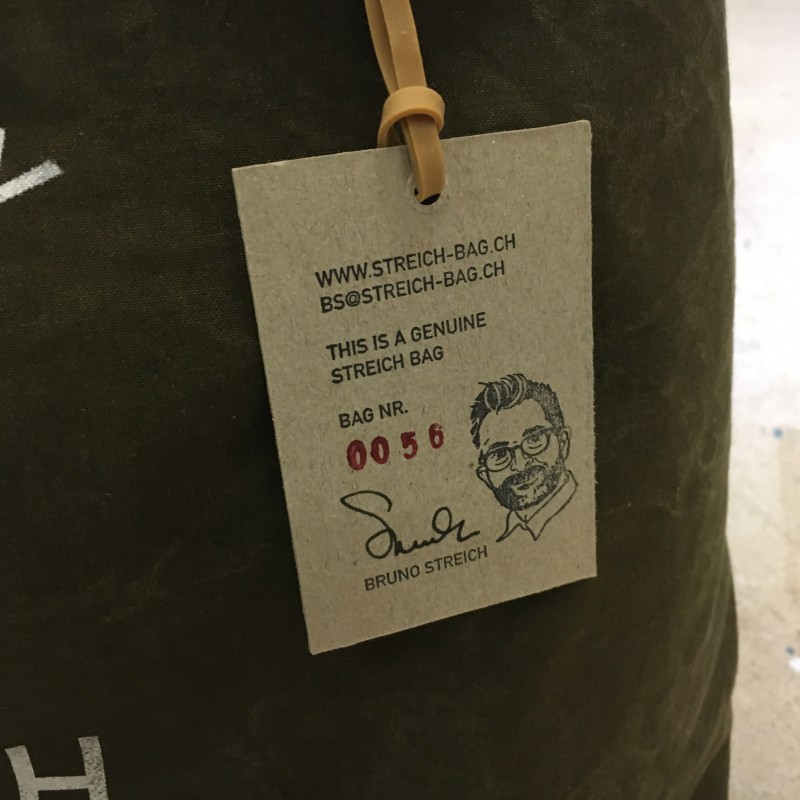 WWW.STREICH-BAG.CH
BS@STREICH-BAG.CH
THIS IS A GENUINE
STREICH BAG
BAG NR.
0056
BRUNO STREICH
H